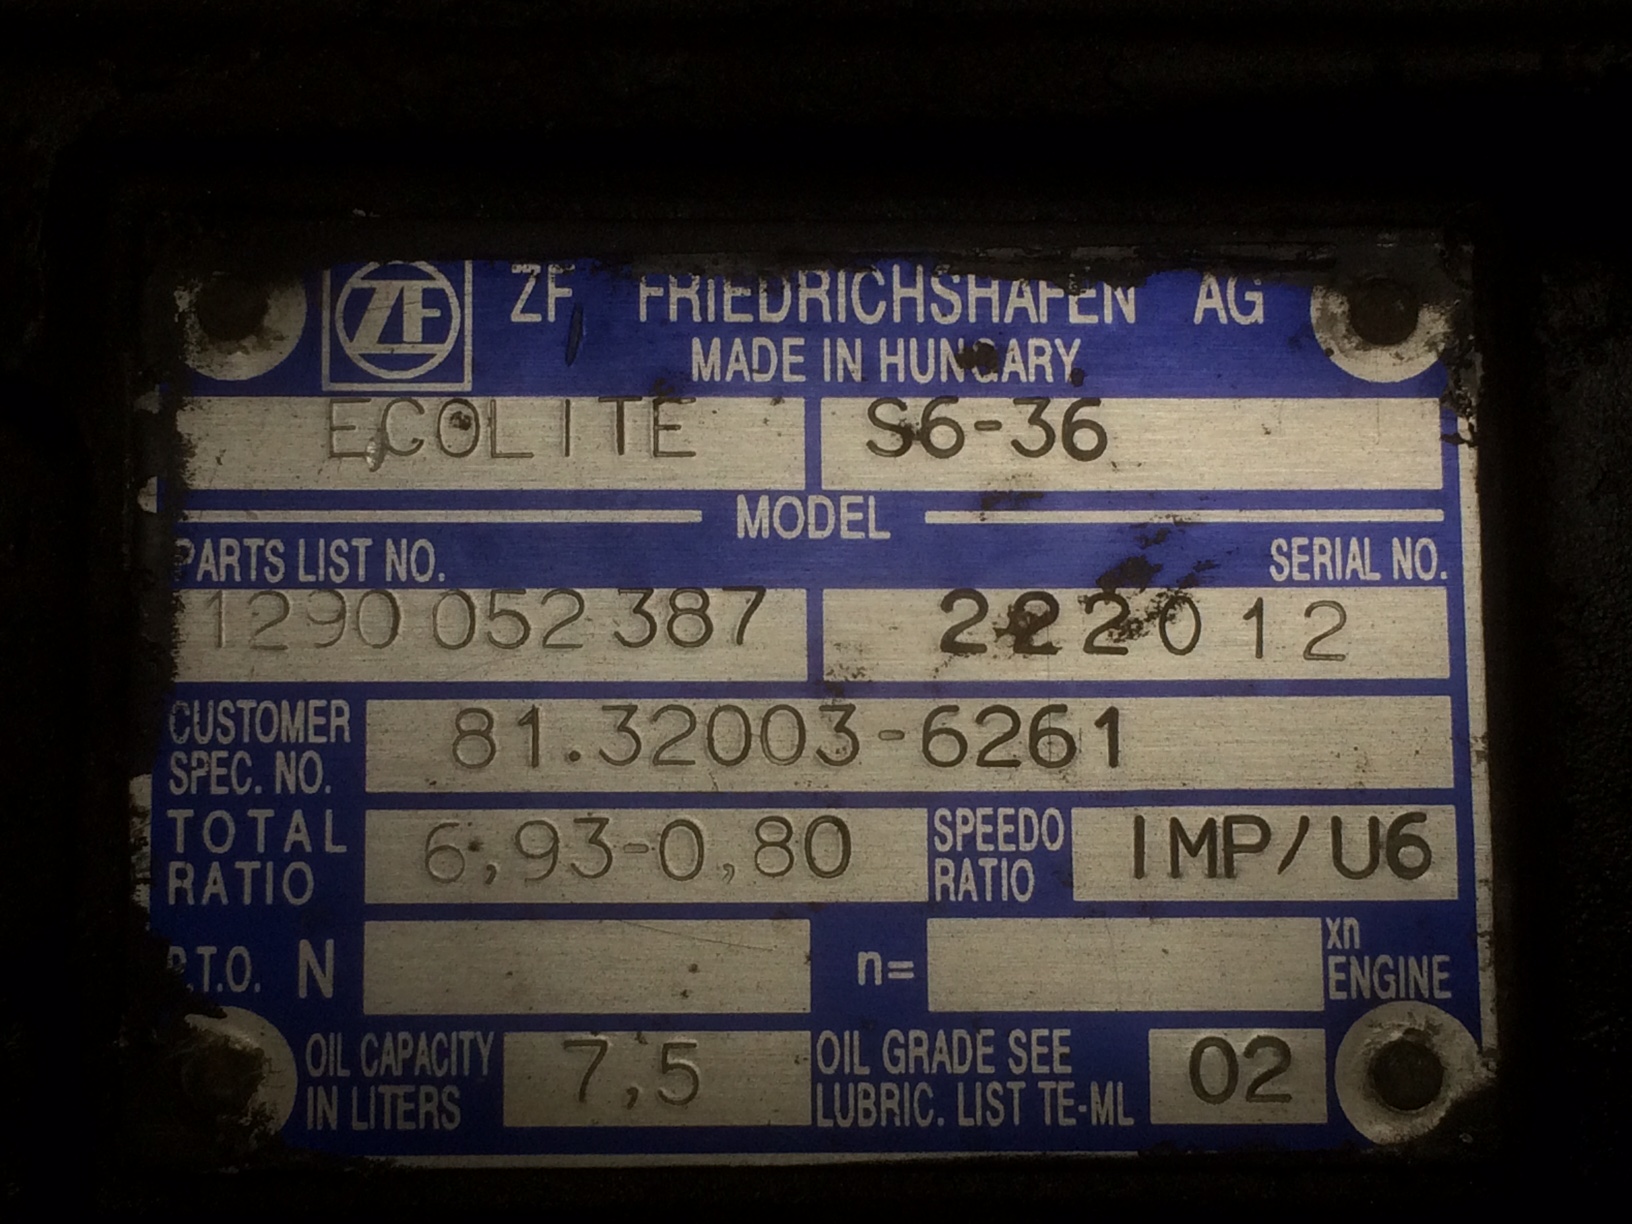 ZF ZF FRIEDRICHSHAFEN AG
MADE IN HUNGARY
ECOLITE S6-36
MODEL
PARTS LIST NO. SERIAL NO.
1290 052 387 222012
CUSTOMER SPEC. NO. 81.32003-6261
TOTAL RATIO 6,93-0,80 SPEEDO RATIO IMP/U6
P.T.O. N n= xn ENGINE
OIL CAPACITY IN LITERS 7,5 OIL GRADE SEE LUBRIC. LIST TE-ML 02